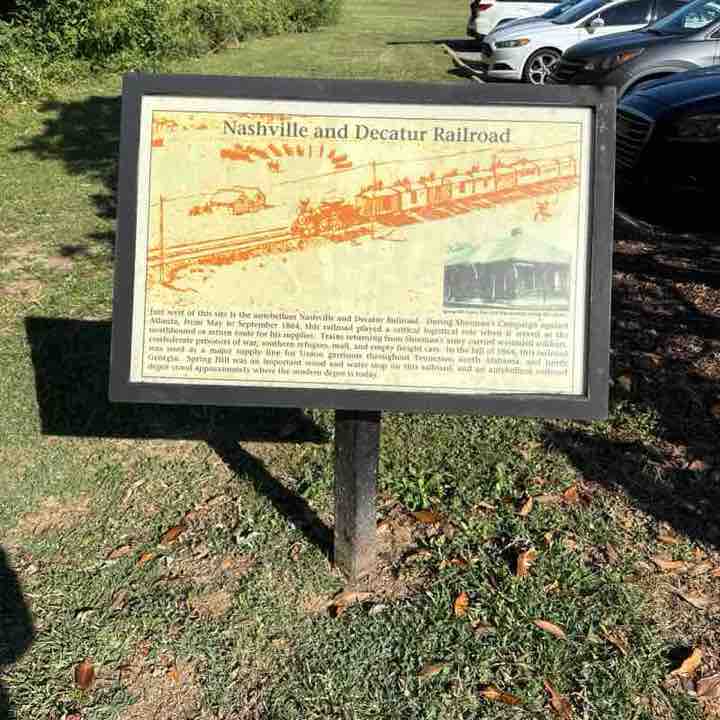 Nashville and Decatur Railroad
Just west of this site is the antebellum Nashville and Decatur Railroad. During Sherman's Campaign against
Atlanta, from May to September 1864, this railroad played a critical logistical role when it served as the
northbound or return route for his supplies. Trains returning from Sherman's army carried wounded soldiers,
confederate prisoners of war, southern refugees, mail, and empty freight cars. In the fall of 1864, this railroad
was used as a major supply line for Union garrisons throughout Tennessee, north Alabama, and north
Georgia. Spring Hill was an important wood and water stop on this railroad, and an antebellum
depot stood approximately where the modern depot is today.